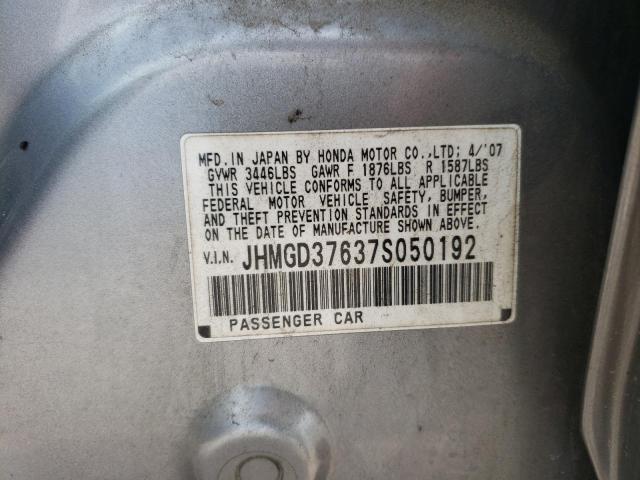 MFD. IN JAPAN BY HONDA MOTOR CO., LTD; 4/'07
GVWR 3446LBS GAWR F 1876LBS R 1587LBS
THIS VEHICLE CONFORMS TO ALL APPLICABLE
FEDERAL MOTOR VEHICLE SAFETY, BUMPER,
AND THEFT PREVENTION STANDARDS IN EFFECT
ON THE DATE OF MANUFACTURE SHOWN ABOVE.
V.I.N. JHMGD37637S050192
PASSENGER CAR